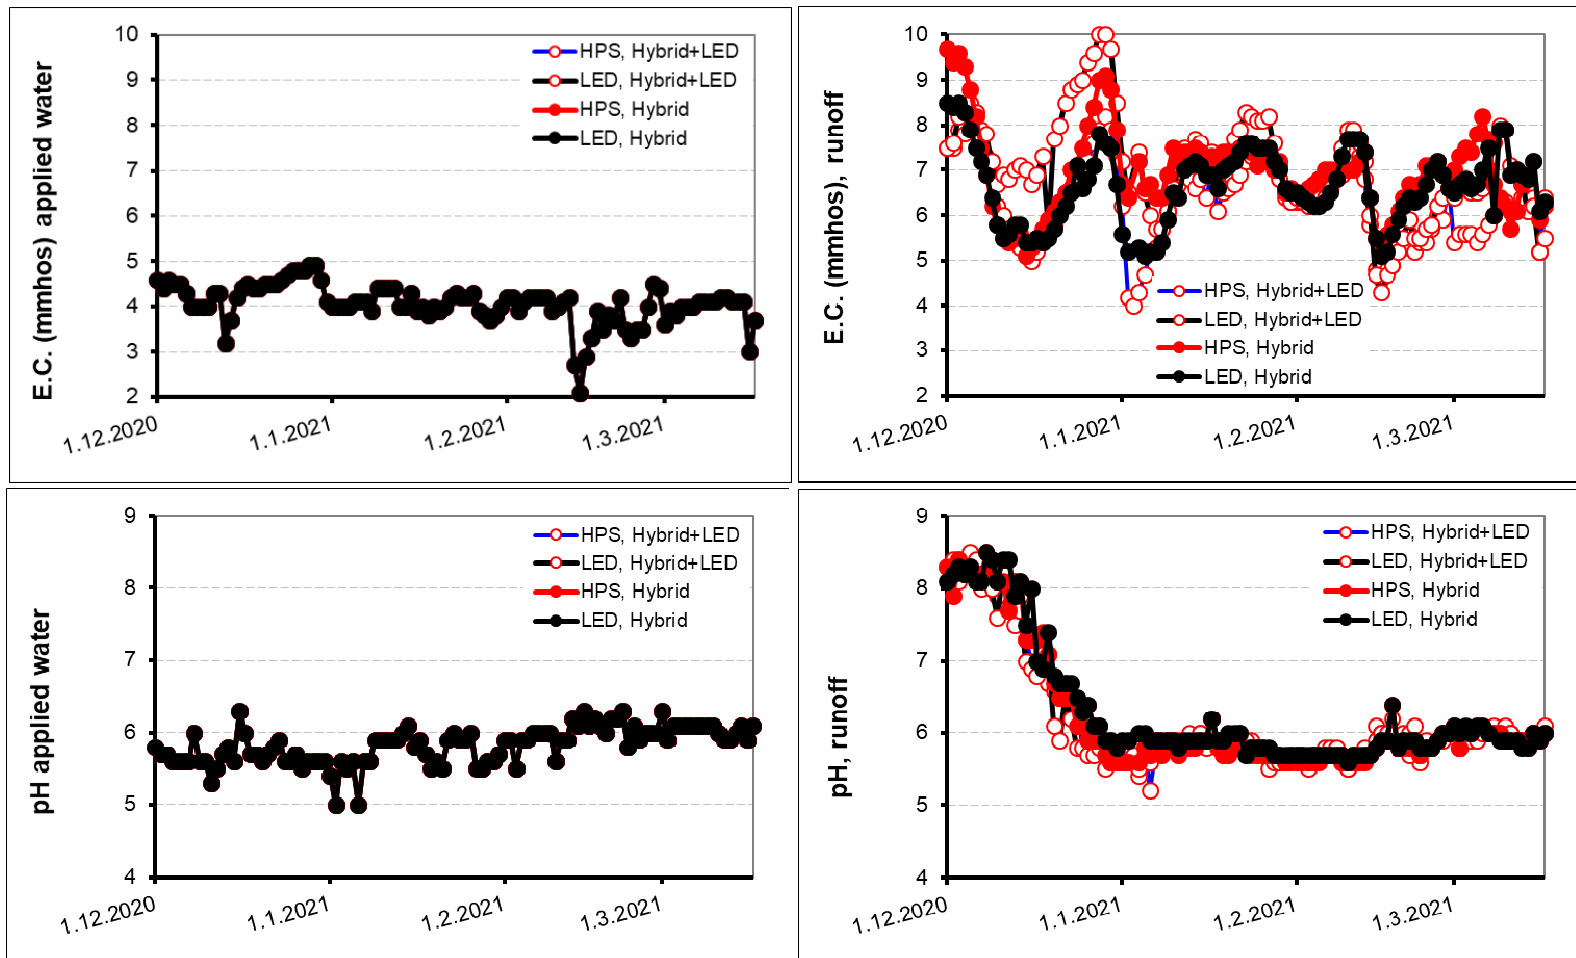 E.C. (mmhos) applied water
10
9
8
7
6
5
4
3
2
HPS, Hybrid+LED
LED, Hybrid+LED
HPS, Hybrid
LED, Hybrid
1.12.2020
1.1.2021
1.2.2021
1.3.2021
E.C. (mmhos), runoff
10
9
8
7
6
5
4
3
2
HPS, Hybrid+LED
LED, Hybrid+LED
HPS, Hybrid
LED, Hybrid
1.12.2020
1.1.2021
1.2.2021
1.3.2021
pH applied water
9
8
7
6
5
4
HPS, Hybrid+LED
LED, Hybrid+LED
HPS, Hybrid
LED, Hybrid
1.12.2020
1.1.2021
1.2.2021
1.3.2021
pH, runoff
9
8
7
6
5
4
HPS, Hybrid+LED
LED, Hybrid+LED
HPS, Hybrid
LED, Hybrid
1.12.2020
1.1.2021
1.2.2021
1.3.2021